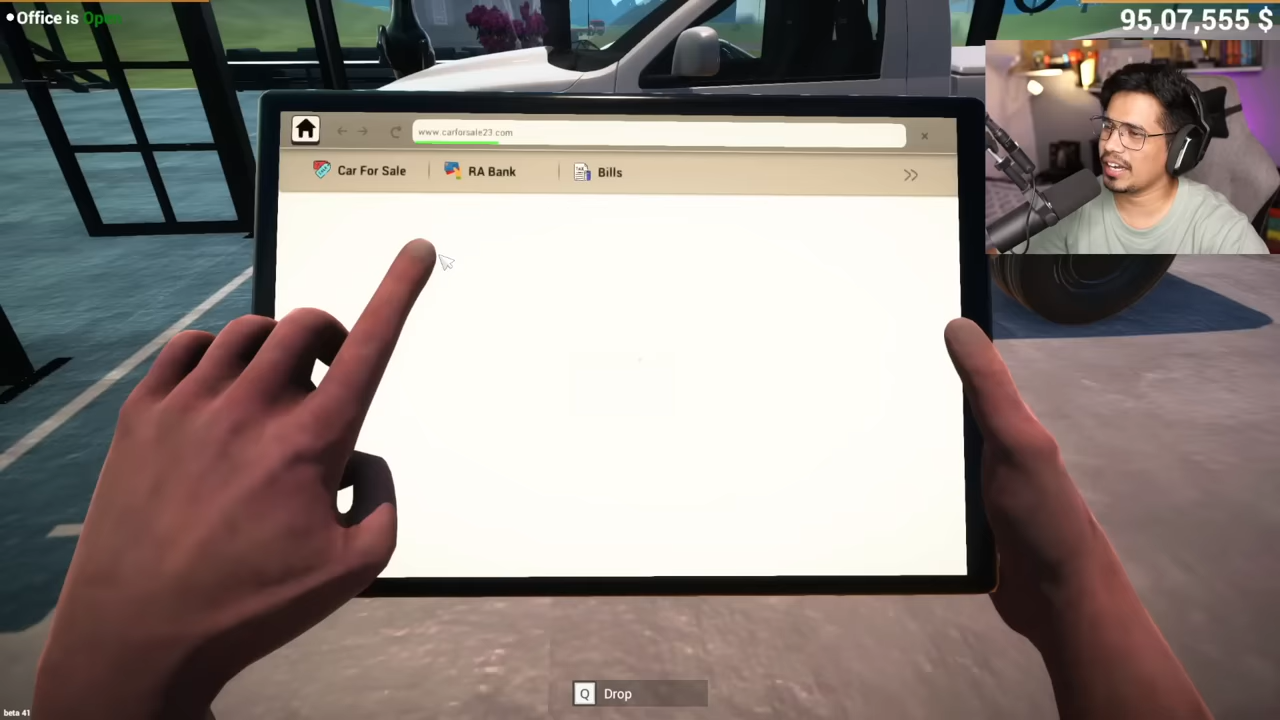 Office is Open
95,07,555 $
www.carforsale23.com
Car For Sale
RA Bank
Bills
Q Drop
beta 41